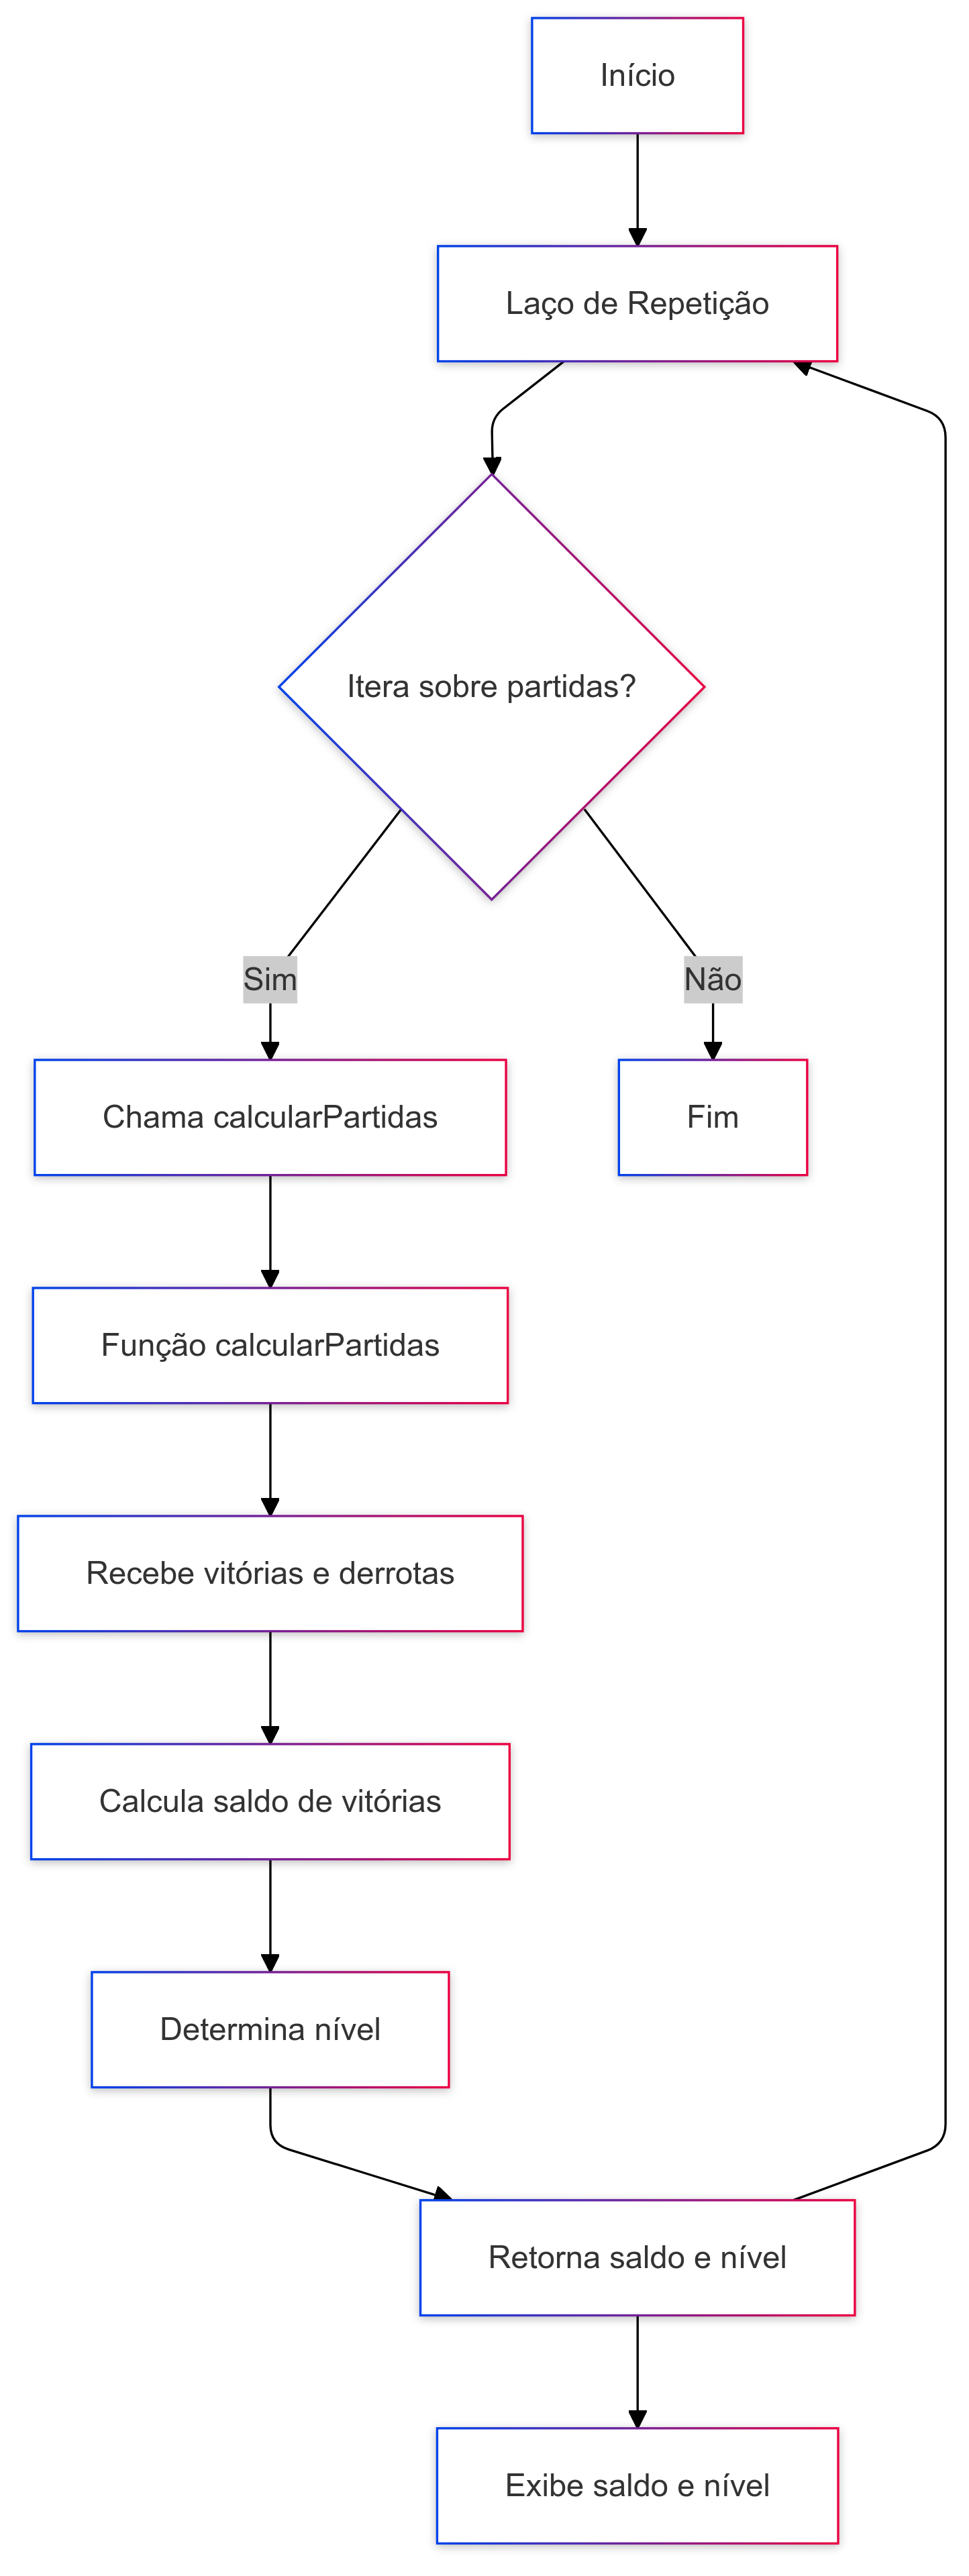 Início
Laço de Repetição
Itera sobre partidas?
Sim
Não
Chama calcularPartidas
Fim
Função calcularPartidas
Recebe vitórias e derrotas
Calcula saldo de vitórias
Determina nível
Retorna saldo e nível
Exibe saldo e nível